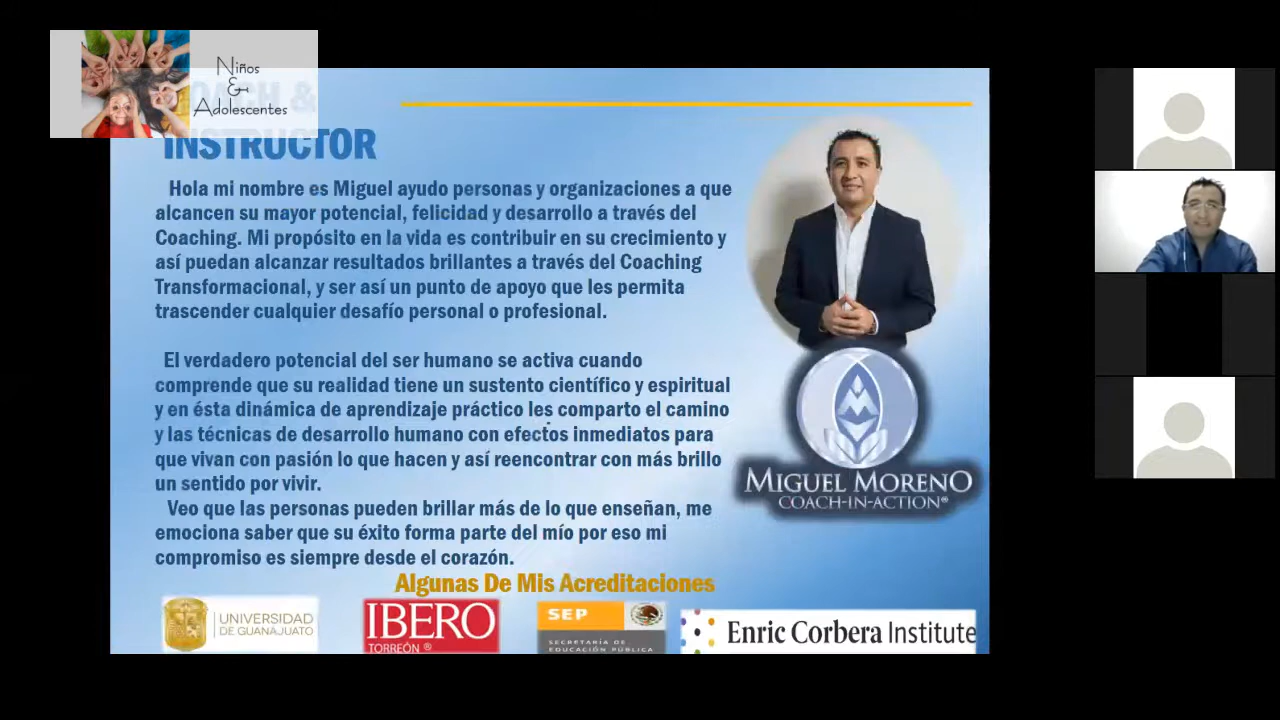 Niños
&
Adolescentes
COACH &
INSTRUCTOR
Hola mi nombre es Miguel ayudo personas y organizaciones a que
alcancen su mayor potencial, felicidad y desarrollo a través del
Coaching. Mi propósito en la vida es contribuir en su crecimiento y
así puedan alcanzar resultados brillantes a través del Coaching
Transformacional, y ser así un punto de apoyo que les permita
trascender cualquier desafío personal o profesional.
El verdadero potencial del ser humano se activa cuando
comprende que su realidad tiene un sustento científico y espiritual
y en ésta dinámica de aprendizaje práctico les comparto el camino
y las técnicas de desarrollo humano con efectos inmediatos para
que vivan con pasión lo que hacen y así reencontrar con más brillo
un sentido por vivir.
Veo que las personas pueden brillar más de lo que enseñan, me
emociona saber que su éxito forma parte del mío por eso mi
compromiso es siempre desde el corazón.
MIGUEL MORENO
COACH-IN-ACTION®
Algunas De Mis Acreditaciones
UNIVERSIDAD
DE GUANAJUATO
IBERO
TORREÓN ®
SEP
SECRETARÍA DE
EDUCACIÓN PÚBLICA
Enric Corbera Institute